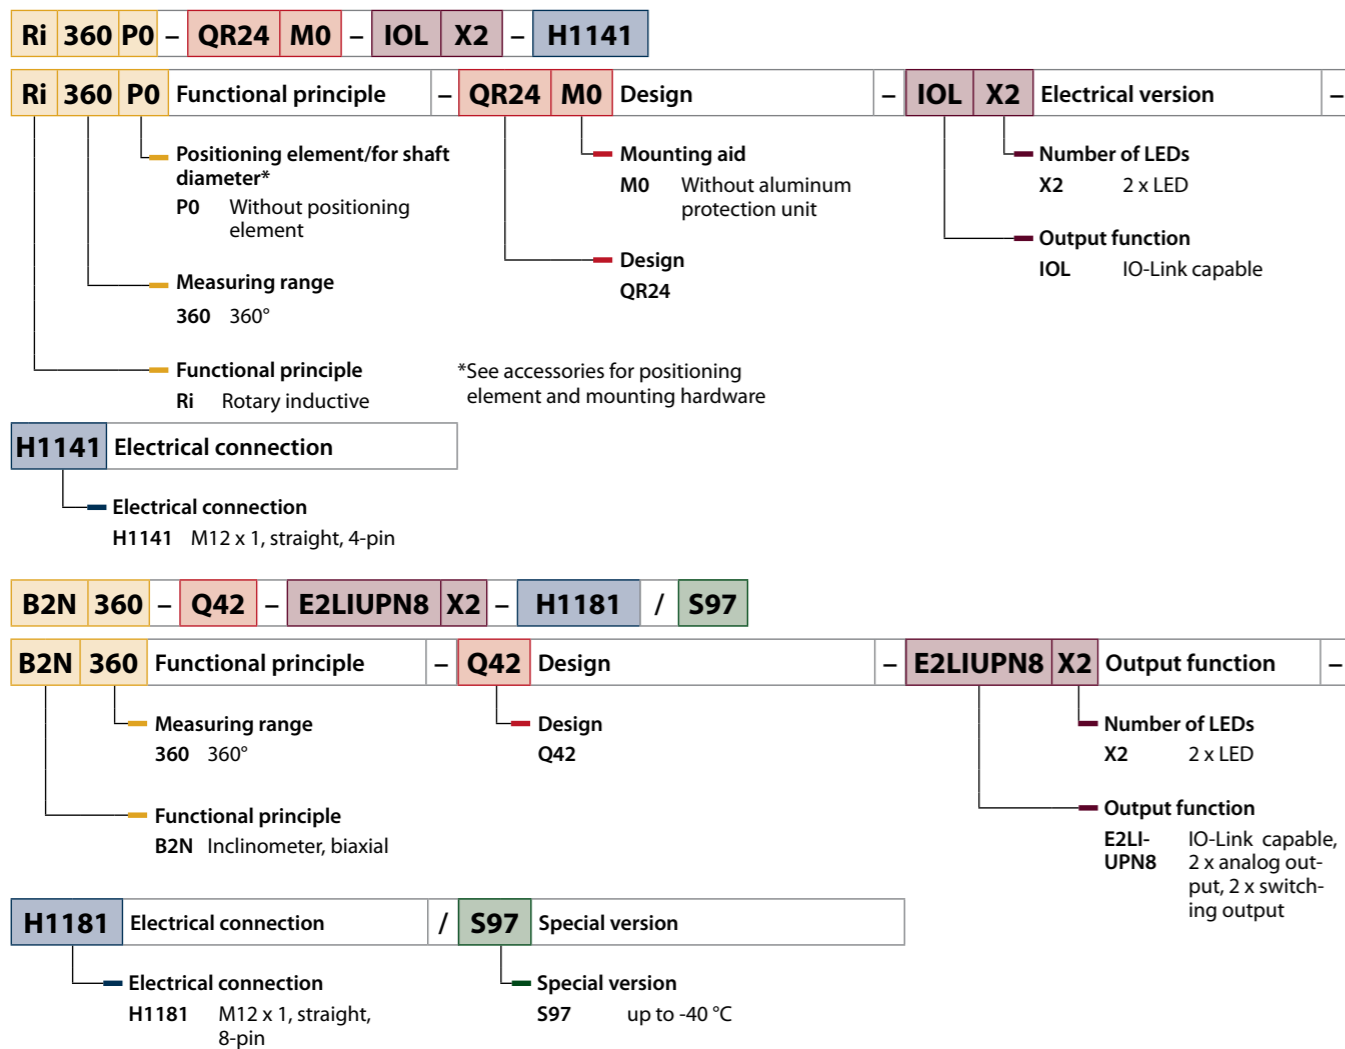 Ri 360 P0 – QR24 M0 – IOL X2 – H1141
Ri 360 P0 Functional principle – QR24 M0 Design – IOL X2 Electrical version –
Positioning element/for shaft
diameter*
P0 Without positioning
element
Measuring range
360 360°
Functional principle
Ri Rotary inductive
Mounting aid
M0 Without aluminum
protection unit
Design
QR24
*See accessories for positioning
element and mounting hardware
Number of LEDs
X2 2 x LED
Output function
IOL IO-Link capable
H1141 Electrical connection
Electrical connection
H1141 M12 x 1, straight, 4-pin
B2N 360 – Q42 – E2LIUPN8 X2 – H1181 / S97
B2N 360 Functional principle – Q42 Design – E2LIUPN8 X2 Output function –
Measuring range
360 360°
Functional principle
B2N Inclinometer, biaxial
Design
Q42
Number of LEDs
X2 2 x LED
Output function
E2LI- IO-Link capable,
UPN8 2 x analog out-
put, 2 x switch-
ing output
H1181 Electrical connection / S97 Special version
Electrical connection
H1181 M12 x 1, straight,
8-pin
Special version
S97 up to -40 °C